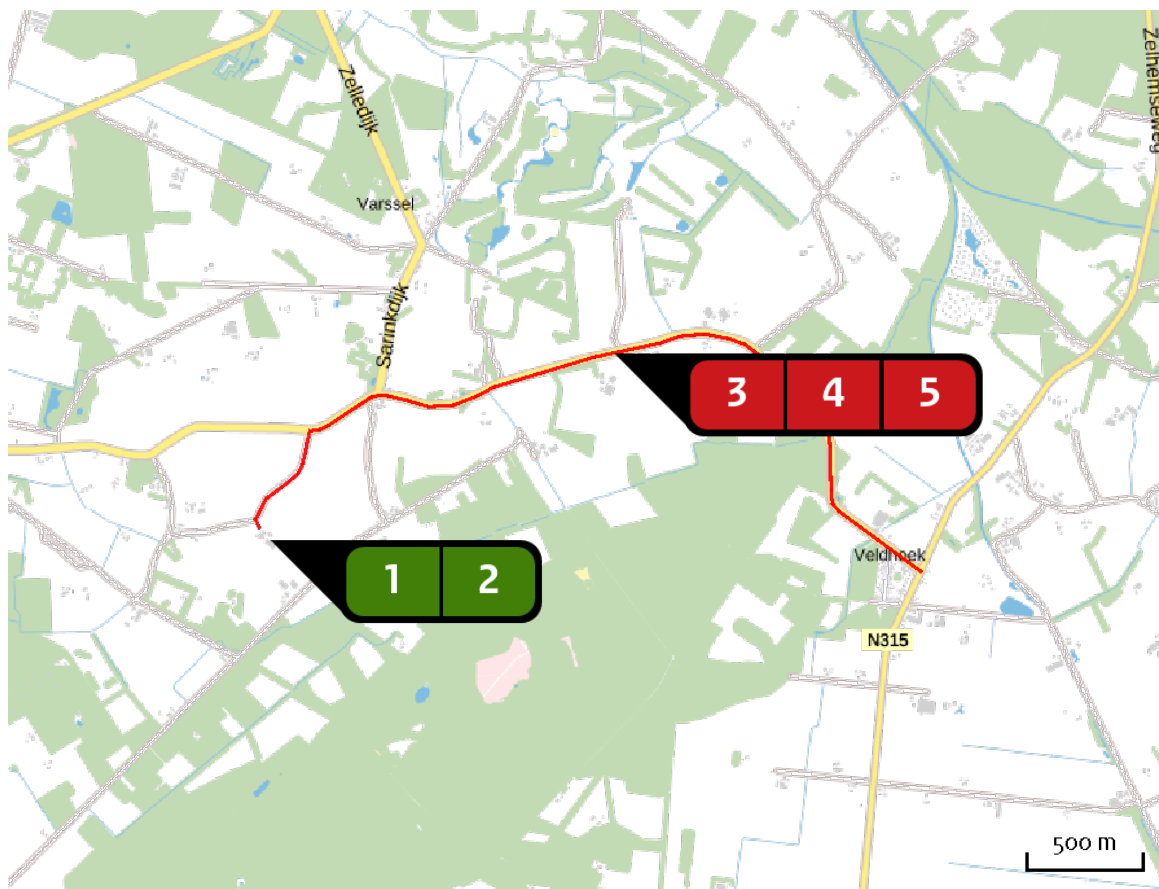 Zelledijk
Zelhemseweg
Varssel
Sarinkdijk
3 4 5
Veldhoek
1 2
N315
500 m